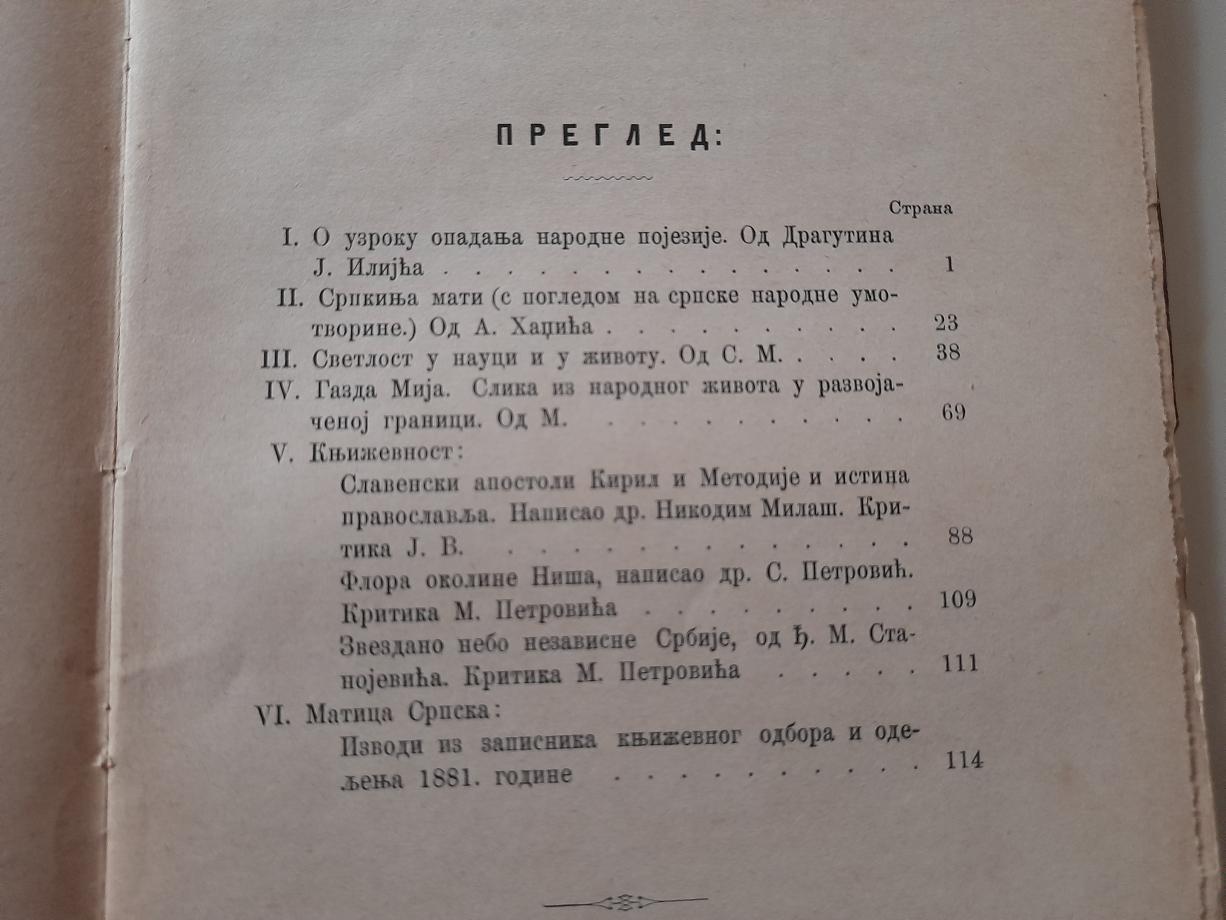 ПРЕГЛЕД:
Страна
I. О узроку опадања народне појезије. Од Драгутина
Ј. Илијћа . . . . . . . . . . . . . . . 1
II. Српкиња мати (с погледом на српске народне умо-
творине.) Од А. Хаџића . . . . . . . . . . 23
III. Светлост у науци и у животу. Од С. М. . . . . 38
IV. Газда Мија. Слика из народног живота у развоја-
ченој граници. Од М. . . . . . . . . . . 69
V. Књижевност:
Славенски апостоли Кирил и Методије и истина
православља. Написао др. Никодим Милаш. Кри-
тика Ј. В. . . . . . . . . . . . . . . 88
Флора околине Ниша, написао др. С. Петровић.
Критика М. Петровића . . . . . . . . . . 109
Звездано небо независне Србије, од Ђ. М. Ста-
нојевића. Критика М. Петровића . . . . . 111
VI. Матица Српска:
Изводи из записника књижевног одбора и оде-
љења 1881. године . . . . . . . . . . . 114